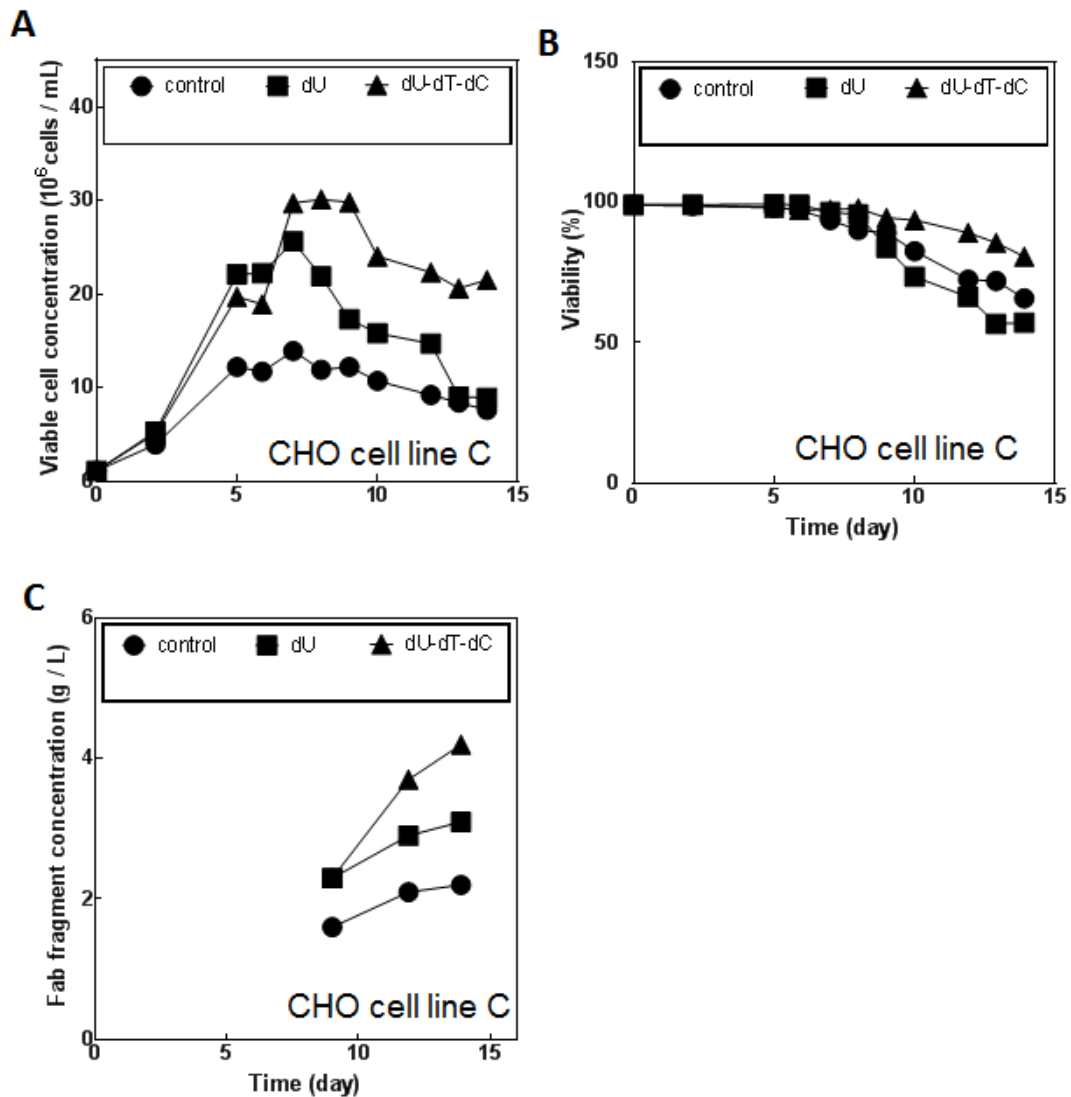 A
Viable cell concentration (10⁶ cells / mL)
control dU dU-dT-dC
40
30
20
10
0
0 5 10 15
CHO cell line C
B
Viability (%)
control dU dU-dT-dC
150
100
50
0
0 5 10 15
CHO cell line C
Time (day)
C
Fab fragment concentration (g / L)
control dU dU-dT-dC
6
4
2
0
0 5 10 15
CHO cell line C
Time (day)